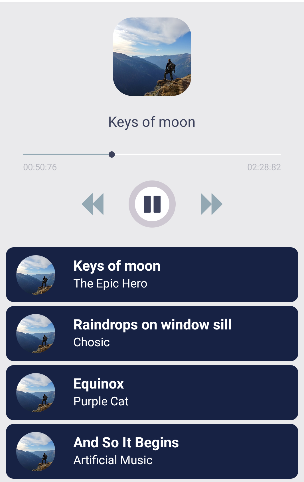 Keys of moon
00:50.76
02:28.82
Keys of moon
The Epic Hero
Raindrops on window sill
Chosic
Equinox
Purple Cat
And So It Begins
Artificial Music